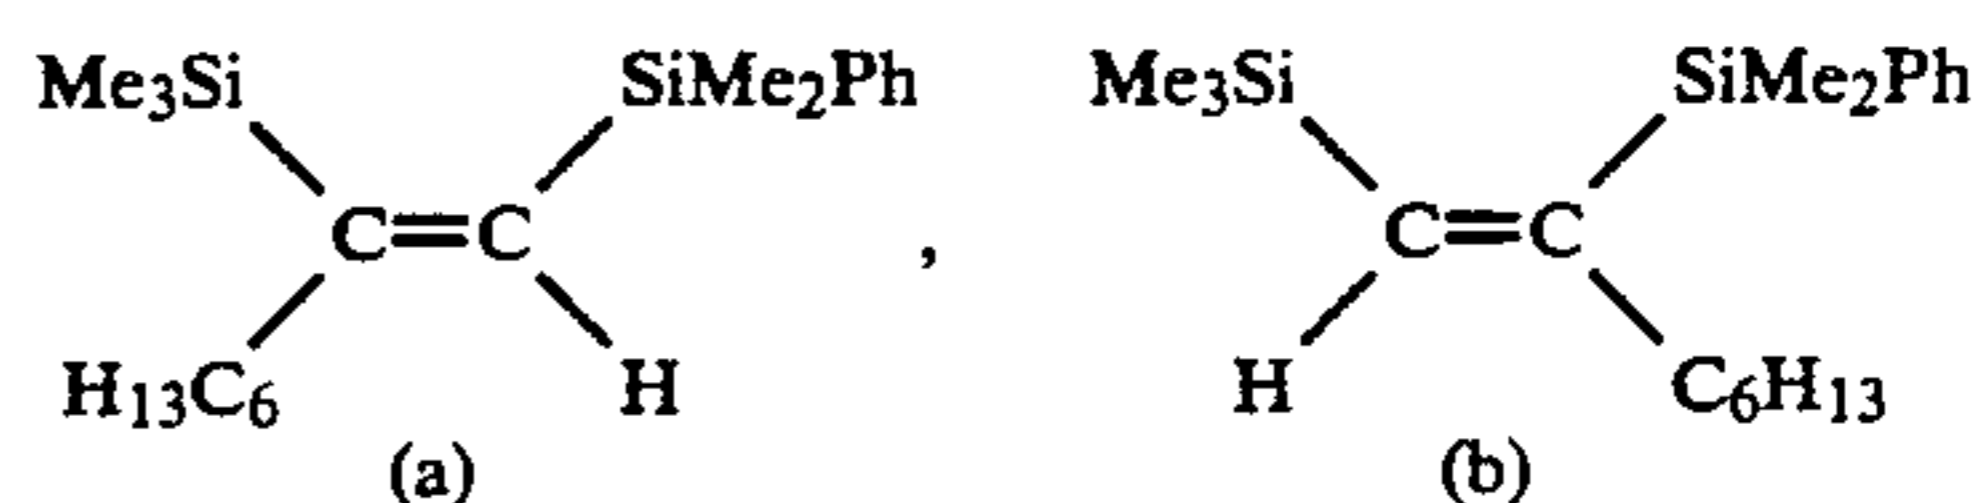 Me3Si SiMe2Ph Me3Si SiMe2Ph
C=C , C=C
H13C6 H H C6H13
(a) (b)